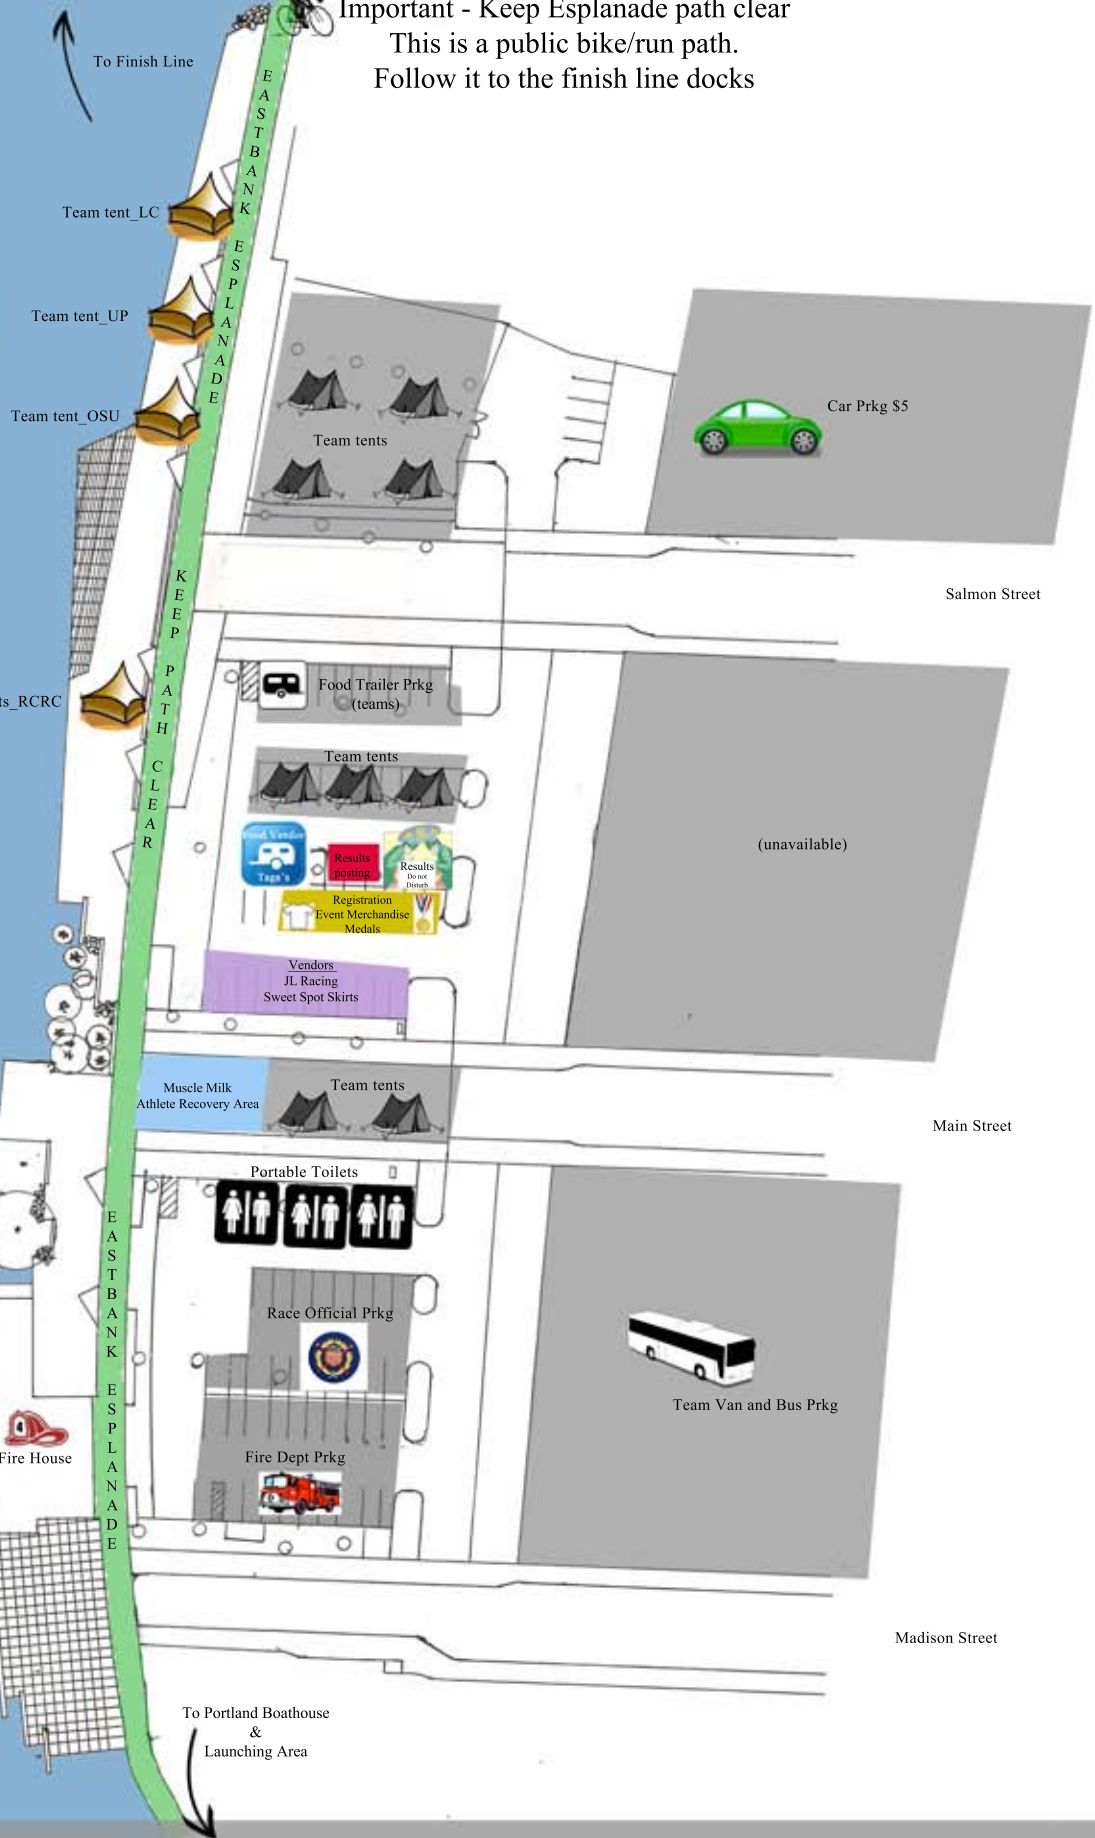 Important - Keep Esplanade path clear
This is a public bike/run path.
Follow it to the finish line docks
To Finish Line
EASTBANK ESPLANADE
Team tent_LC
Team tent_UP
Team tent_OSU
Team tents
Car Prkg $5
Salmon Street
KEEP PATH CLEAR
ts_RCRC
Food Trailer Prkg
(teams)
Team tents
Food Vendor
Taga's
Results
posting
Results
Do not
Disturb
(unavailable)
Registration
Event Merchandise
Medals
Vendors
JL Racing
Sweet Spot Skirts
Muscle Milk
Athlete Recovery Area
Team tents
Main Street
Portable Toilets
EASTBANK ESPLANADE
Race Official Prkg
Team Van and Bus Prkg
4
Fire House
Fire Dept Prkg
Madison Street
To Portland Boathouse
&
Launching Area